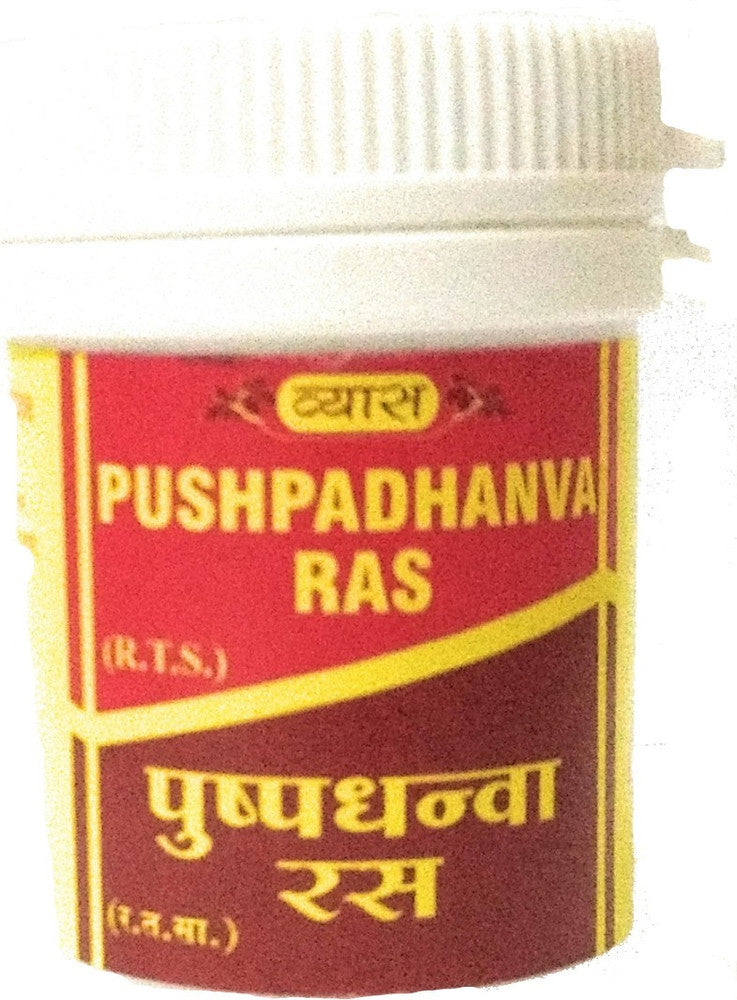 व्यास
PUSHPADHANVA
RAS
(R.T.S.)
पुष्पधन्वा
रस
(र.त.सा.)